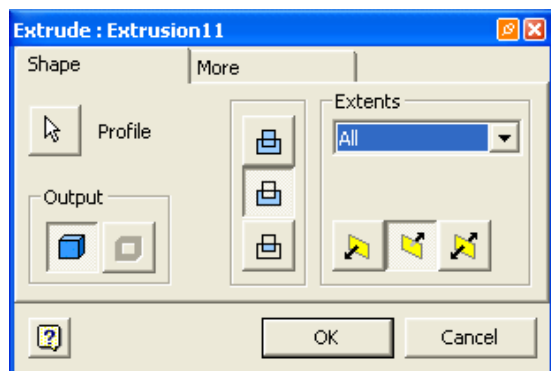 Extrude : Extrusion11
Shape
More
Profile
Extents
All
Output
OK
Cancel